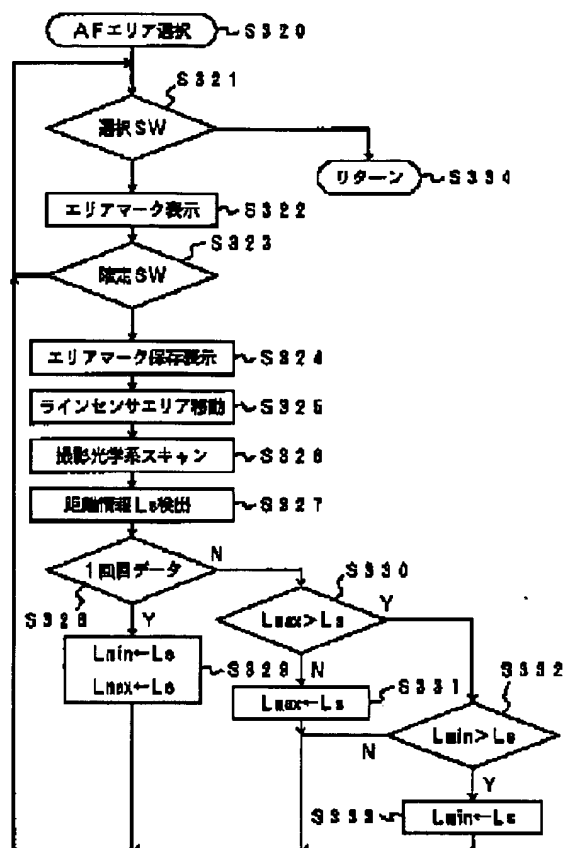 AFエリア選択
S320
S321
選択SW
リターン
S334
エリアマーク表示
S322
S323
確定SW
エリアマーク保存表示
S324
ラインセンサエリア移動
S325
撮影光学系スキャン
S326
距離情報Ls検出
S327
1回目データ
N
S328
Y
S330
Lmax>Ls
Y
Lmin←Ls
Lmax←Ls
S329
N
S331
Lmax←Ls
S332
Lmin>Ls
N
Y
S333
Lmin←Ls